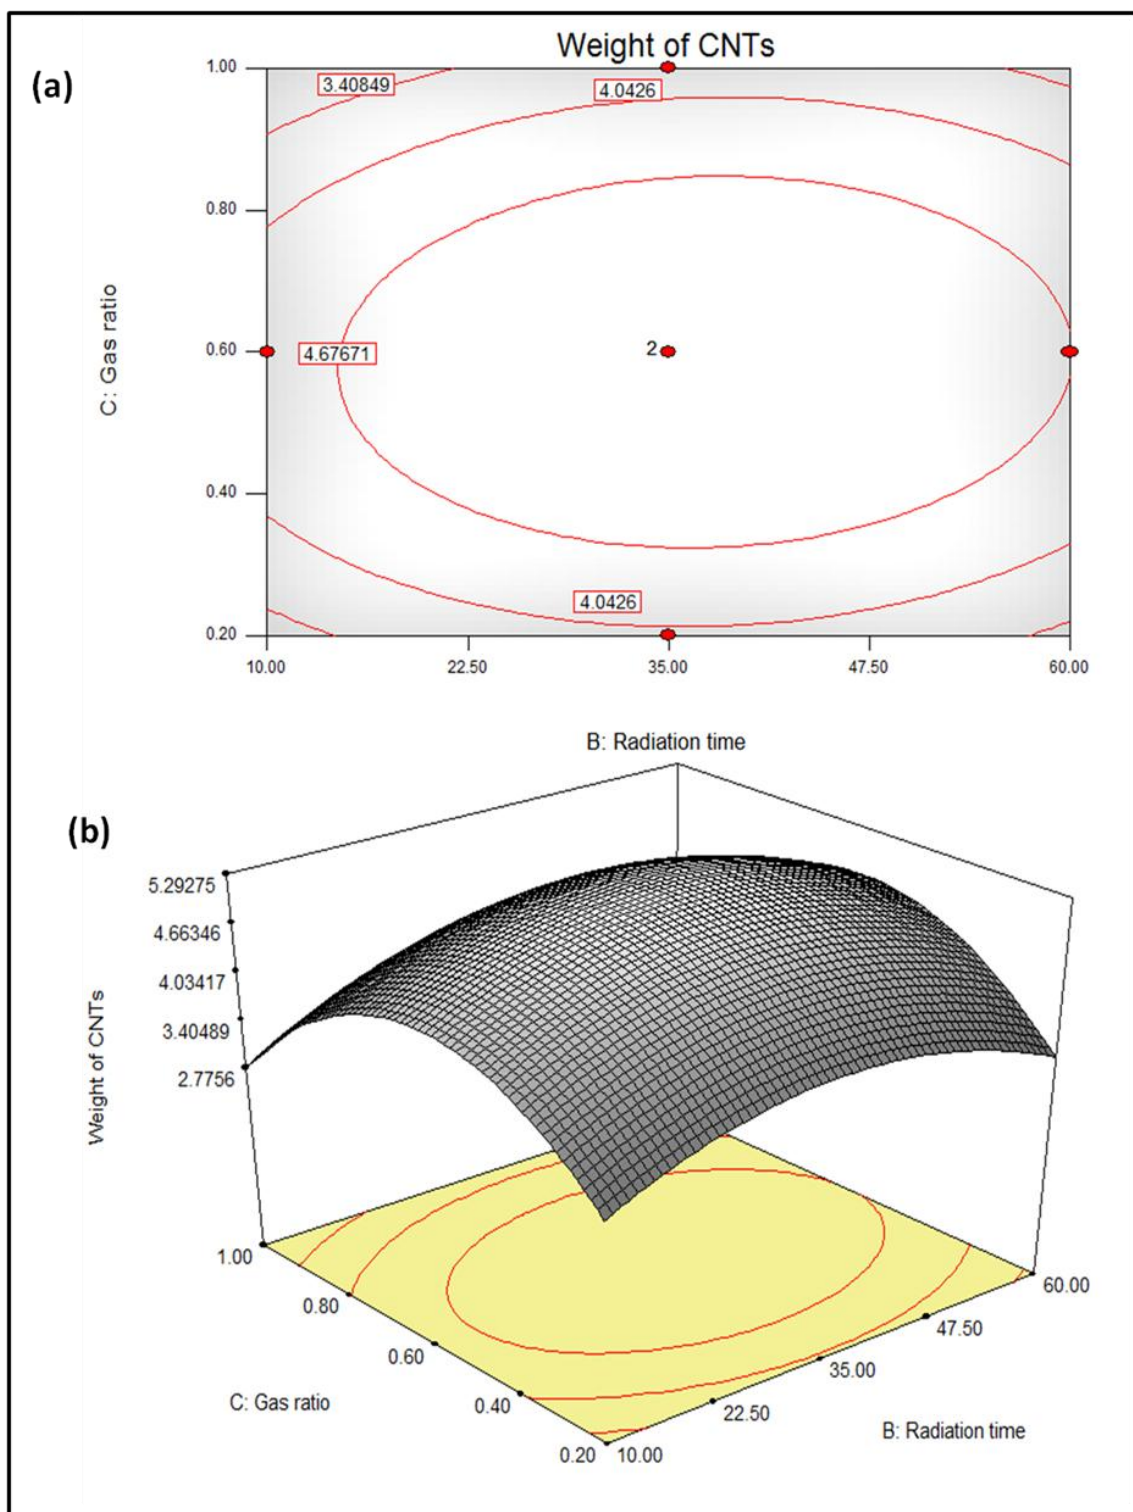 Weight of CNTs
(a)
1.00
3.40849
4.0426
0.80
C: Gas ratio
0.60
4.67671
2
0.40
4.0426
0.20
10.00 22.50 35.00 47.50 60.00
B: Radiation time
(b)
5.29275
4.66346
4.03417
3.40489
2.7756
Weight of CNTs
1.00
0.80
0.60
0.40
0.20
C: Gas ratio
10.00
22.50
35.00
47.50
60.00
B: Radiation time